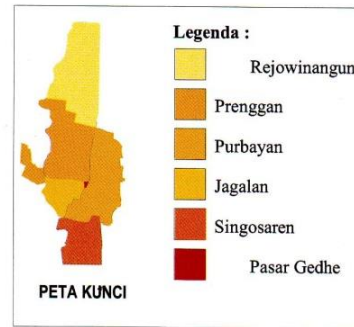 Legenda :
Rejowinangun
Prenggan
Purbayan
Jagalan
Singosaren
Pasar Gedhe
PETA KUNCI